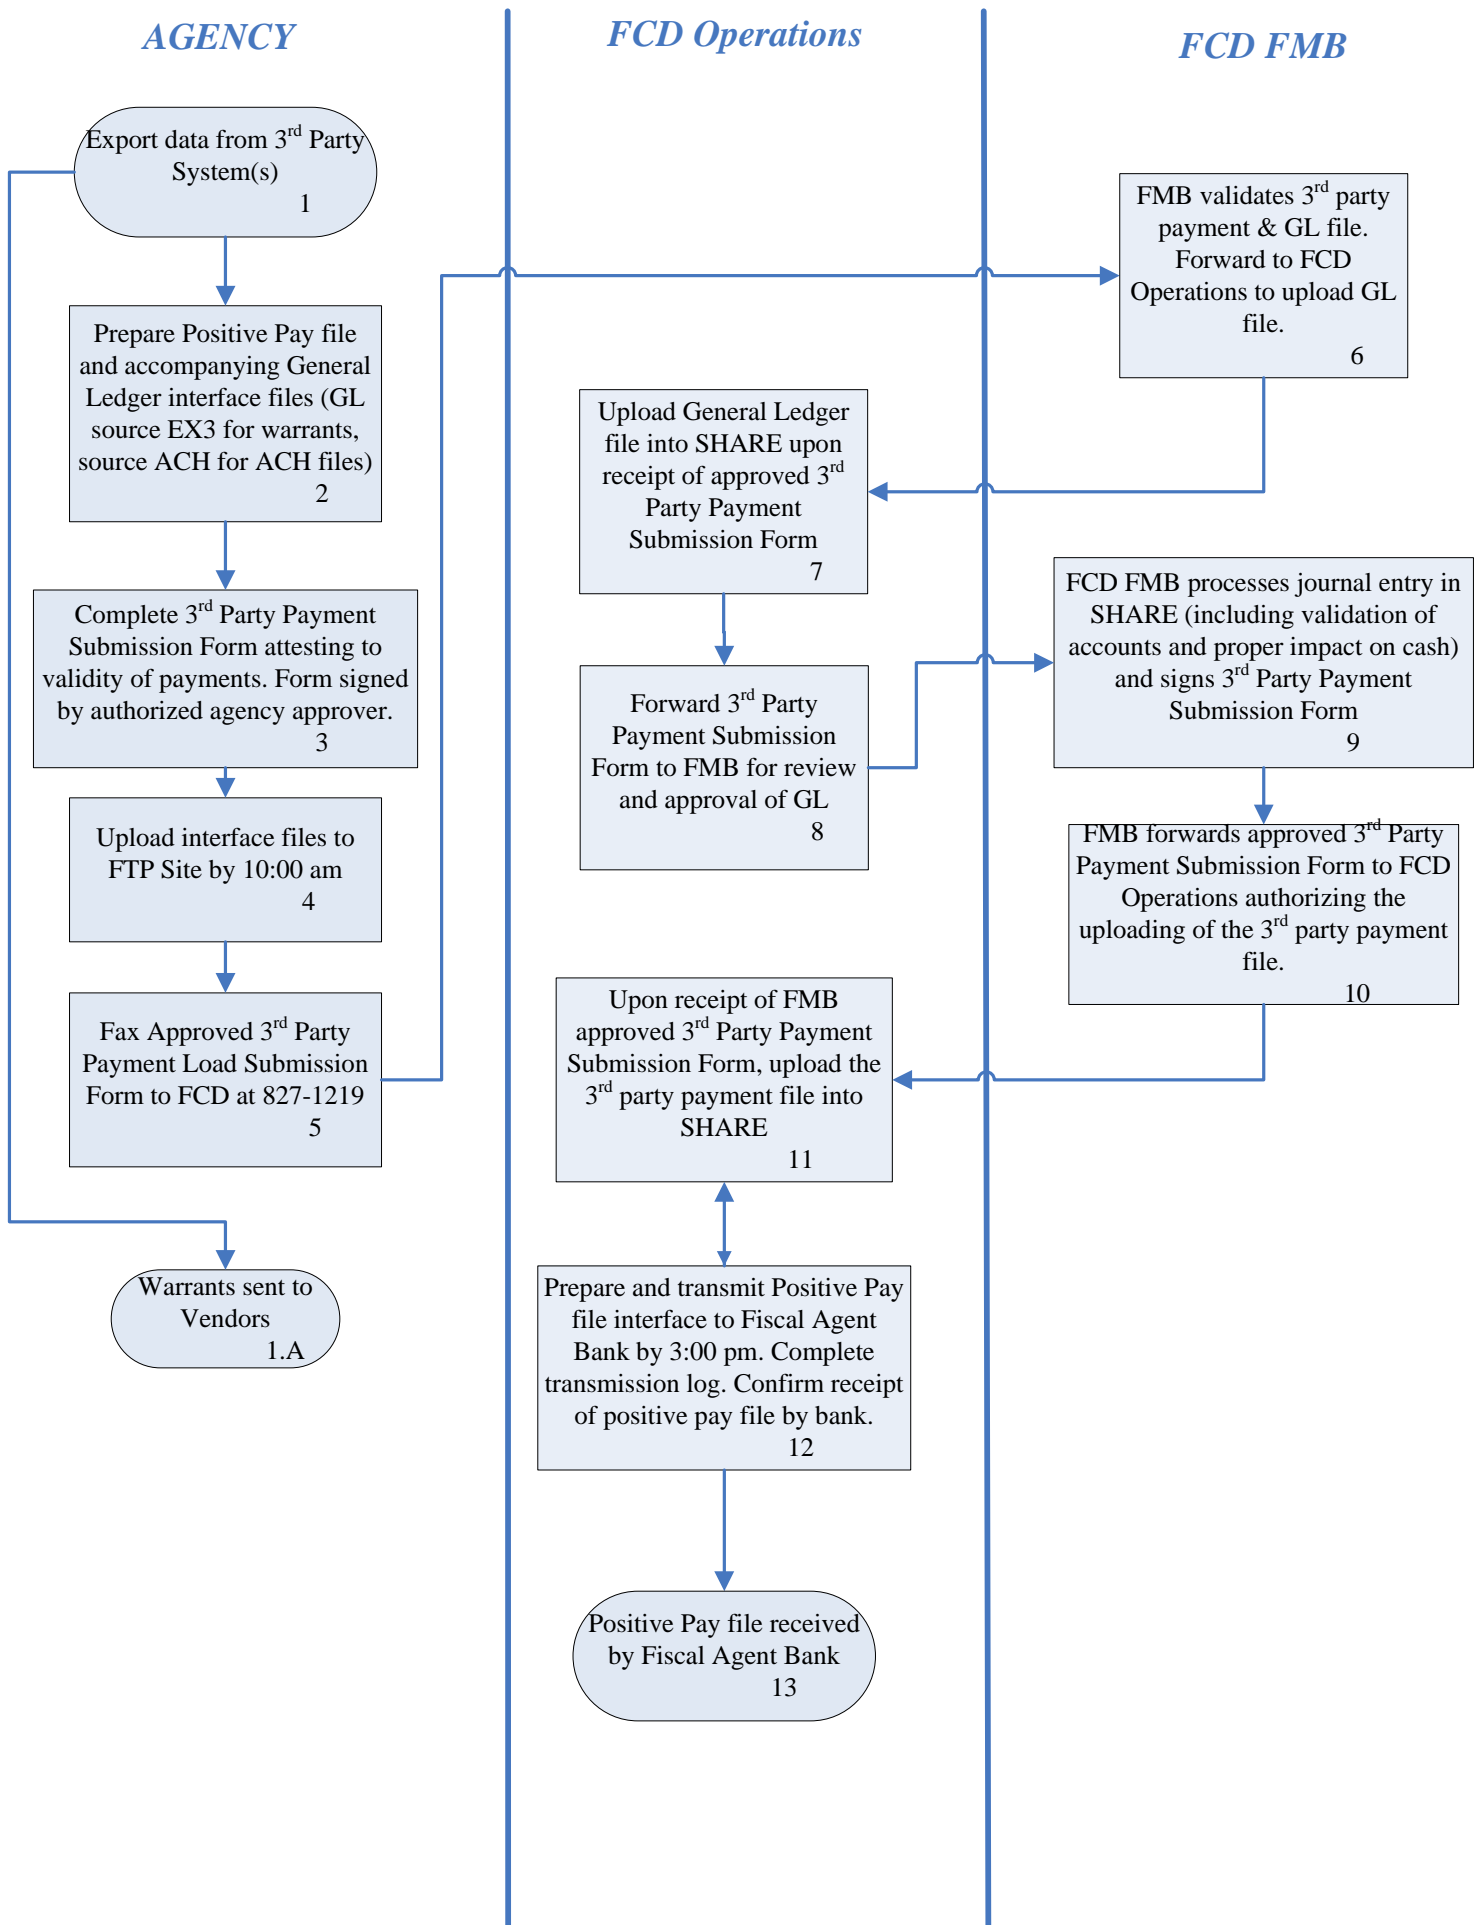 AGENCY
Export data from 3rd Party
System(s)
1
Prepare Positive Pay file
and accompanying General
Ledger interface files (GL
source EX3 for warrants,
source ACH for ACH files)
2
Complete 3rd Party Payment
Submission Form attesting to
validity of payments. Form signed
by authorized agency approver.
3
Upload interface files to
FTP Site by 10:00 am
4
Fax Approved 3rd Party
Payment Load Submission
Form to FCD at 827-1219
5
Warrants sent to
Vendors
1.A
FCD Operations
Upload General Ledger
file into SHARE upon
receipt of approved 3rd
Party Payment
Submission Form
7
Forward 3rd Party
Payment Submission
Form to FMB for review
and approval of GL
8
Upon receipt of FMB
approved 3rd Party Payment
Submission Form, upload the
3rd party payment file into
SHARE
11
Prepare and transmit Positive Pay
file interface to Fiscal Agent
Bank by 3:00 pm. Complete
transmission log. Confirm receipt
of positive pay file by bank.
12
Positive Pay file received
by Fiscal Agent Bank
13
FCD FMB
FMB validates 3rd party
payment & GL file.
Forward to FCD
Operations to upload GL
file.
6
FCD FMB processes journal entry in
SHARE (including validation of
accounts and proper impact on cash)
and signs 3rd Party Payment
Submission Form
9
FMB forwards approved 3rd Party
Payment Submission Form to FCD
Operations authorizing the
uploading of the 3rd party payment
file.
10